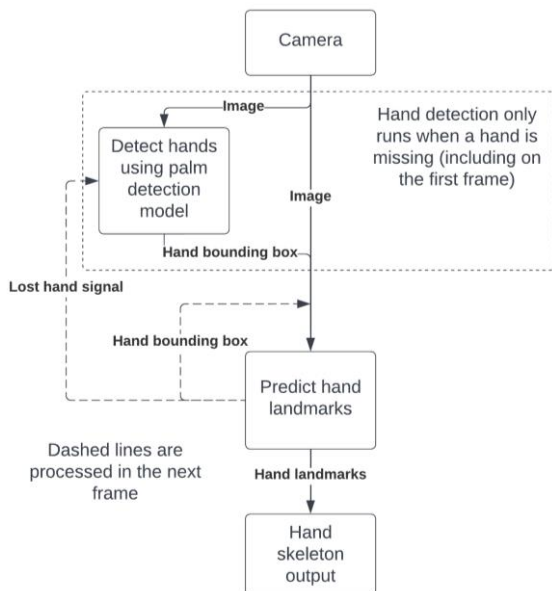 Camera
Image
Hand detection only
runs when a hand is
missing (including on
the first frame)
Detect hands
using palm
detection
model
Image
Hand bounding box
Lost hand signal
Hand bounding box
Predict hand
landmarks
Dashed lines are
processed in the next
frame
Hand landmarks
Hand
skeleton
output